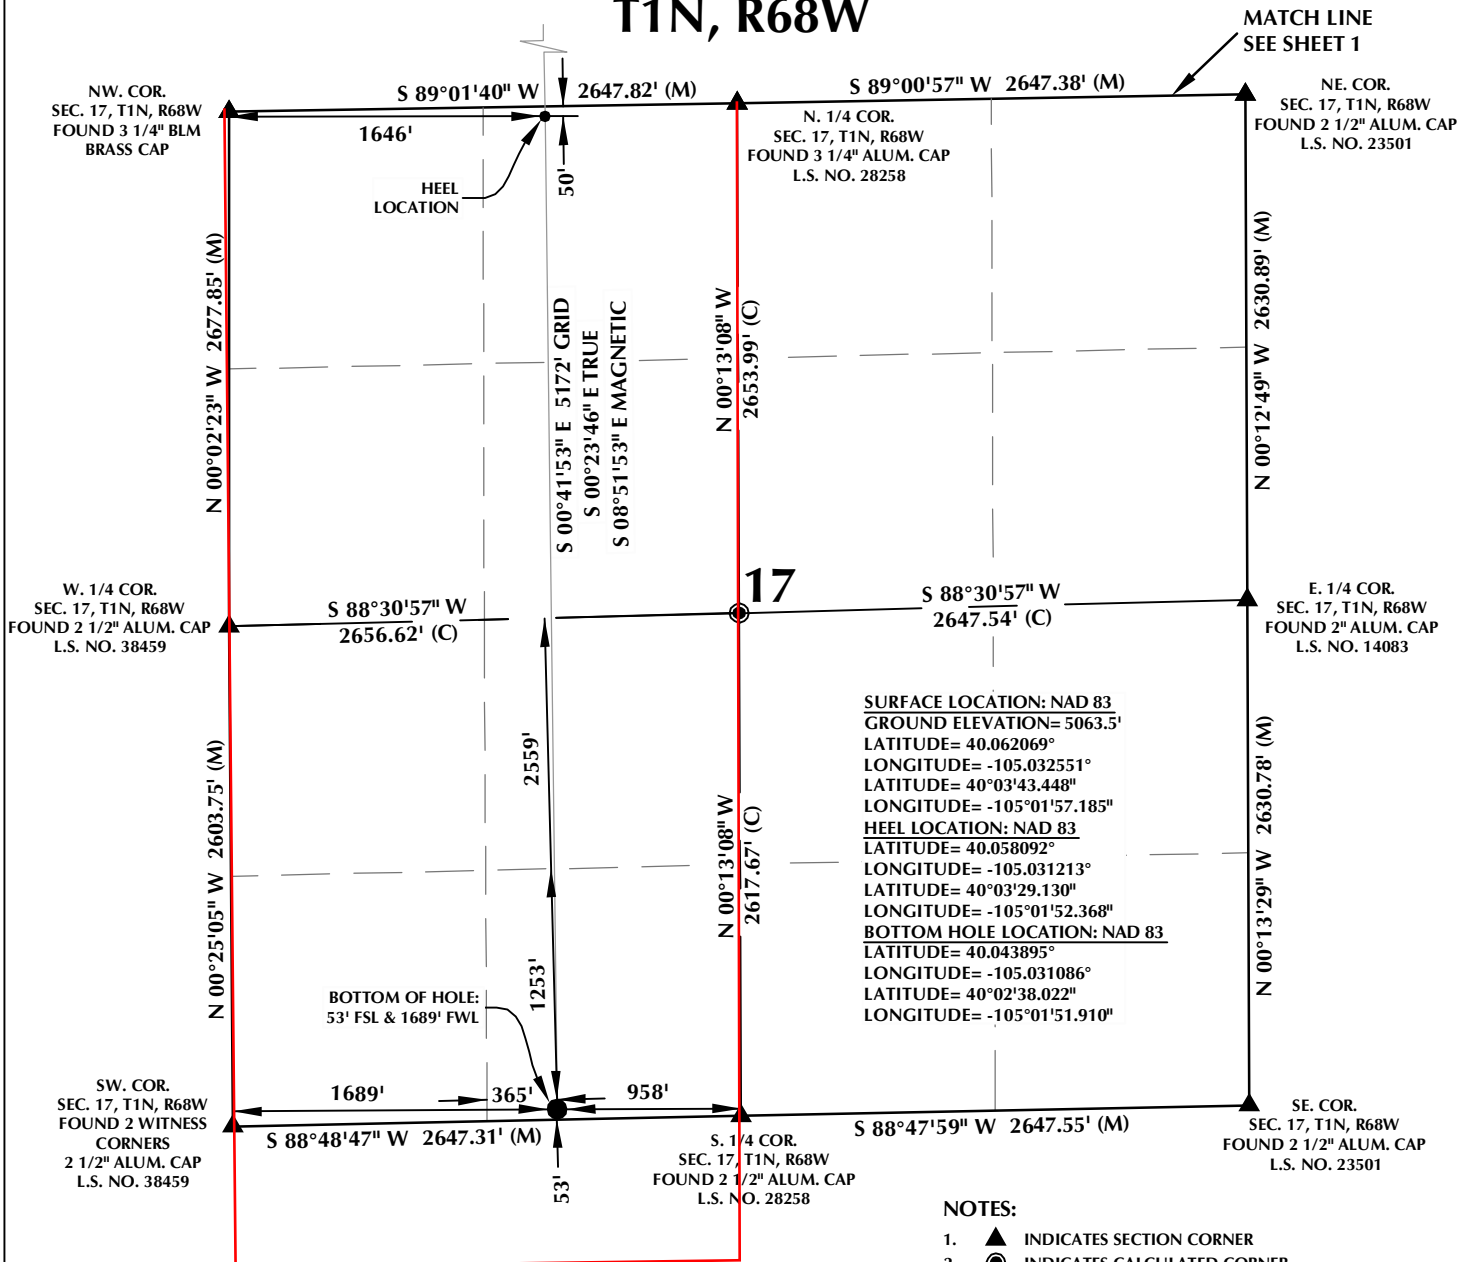 T1N, R68W
MATCH LINE
SEE SHEET 1
NW. COR.
SEC. 17, T1N, R68W
FOUND 3 1/4" BLM
BRASS CAP
S 89°01'40" W 2647.82' (M)
S 89°00'57" W 2647.38' (M)
NE. COR.
SEC. 17, T1N, R68W
FOUND 2 1/2" ALUM. CAP
L.S. NO. 23501
1646'
N. 1/4 COR.
SEC. 17, T1N, R68W
FOUND 3 1/4" ALUM. CAP
L.S. NO. 28258
HEEL
LOCATION
50'
N 00°02'23" W 2677.85' (M)
S 00°41'53" E 5172' GRID
S 00°23'46" E TRUE
S 08°51'53" E MAGNETIC
N 00°13'08" W
2653.99' (C)
N 00°12'49" W 2630.89' (M)
W. 1/4 COR.
SEC. 17, T1N, R68W
FOUND 2 1/2" ALUM. CAP
L.S. NO. 38459
S 88°30'57" W
2656.62' (C)
17
S 88°30'57" W
2647.54' (C)
E. 1/4 COR.
SEC. 17, T1N, R68W
FOUND 2" ALUM. CAP
L.S. NO. 14083
N 00°25'05" W 2603.75' (M)
2559'
1253'
N 00°13'08" W
2617.67' (C)
SURFACE LOCATION: NAD 83
GROUND ELEVATION= 5063.5'
LATITUDE= 40.062069°
LONGITUDE= -105.032551°
LATITUDE= 40°03'43.448"
LONGITUDE= -105°01'57.185"
HEEL LOCATION: NAD 83
LATITUDE= 40.058092°
LONGITUDE= -105.031213°
LATITUDE= 40°03'29.130"
LONGITUDE= -105°01'52.368"
BOTTOM HOLE LOCATION: NAD 83
LATITUDE= 40.043895°
LONGITUDE= -105.031086°
LATITUDE= 40°02'38.022"
LONGITUDE= -105°01'51.910"
N 00°13'29" W 2630.78' (M)
BOTTOM OF HOLE:
53' FSL & 1689' FWL
SW. COR.
SEC. 17, T1N, R68W
FOUND 2 WITNESS
CORNERS
2 1/2" ALUM. CAP
L.S. NO. 38459
1689'
365'
958'
S 88°48'47" W 2647.31' (M)
53'
S. 1/4 COR.
SEC. 17, T1N, R68W
FOUND 2 1/2" ALUM. CAP
L.S. NO. 28258
S 88°47'59" W 2647.55' (M)
SE. COR.
SEC. 17, T1N, R68W
FOUND 2 1/2" ALUM. CAP
L.S. NO. 23501
NOTES:
1. INDICATES SECTION CORNER
2. INDICATES CALCULATED CORNER